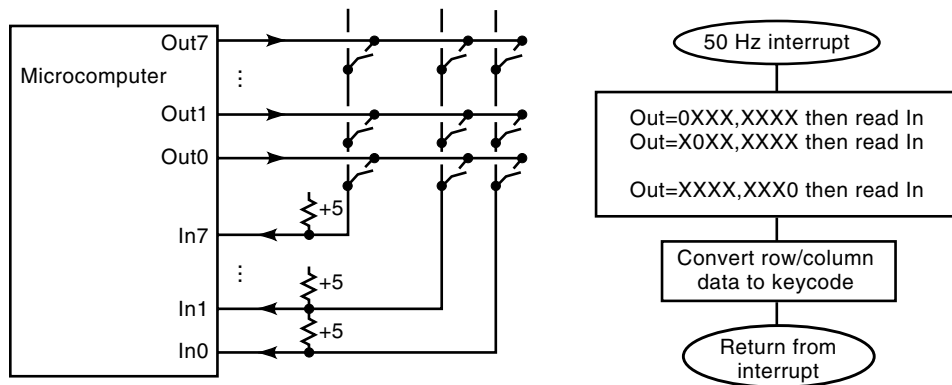 Microcomputer
Out7
⋮
Out1
Out0
+5
In7
⋮
+5
In1
+5
In0
50 Hz interrupt
Out=0XXX,XXXX then read In
Out=X0XX,XXXX then read In
Out=XXXX,XXX0 then read In
Convert row/column
data to keycode
Return from
interrupt